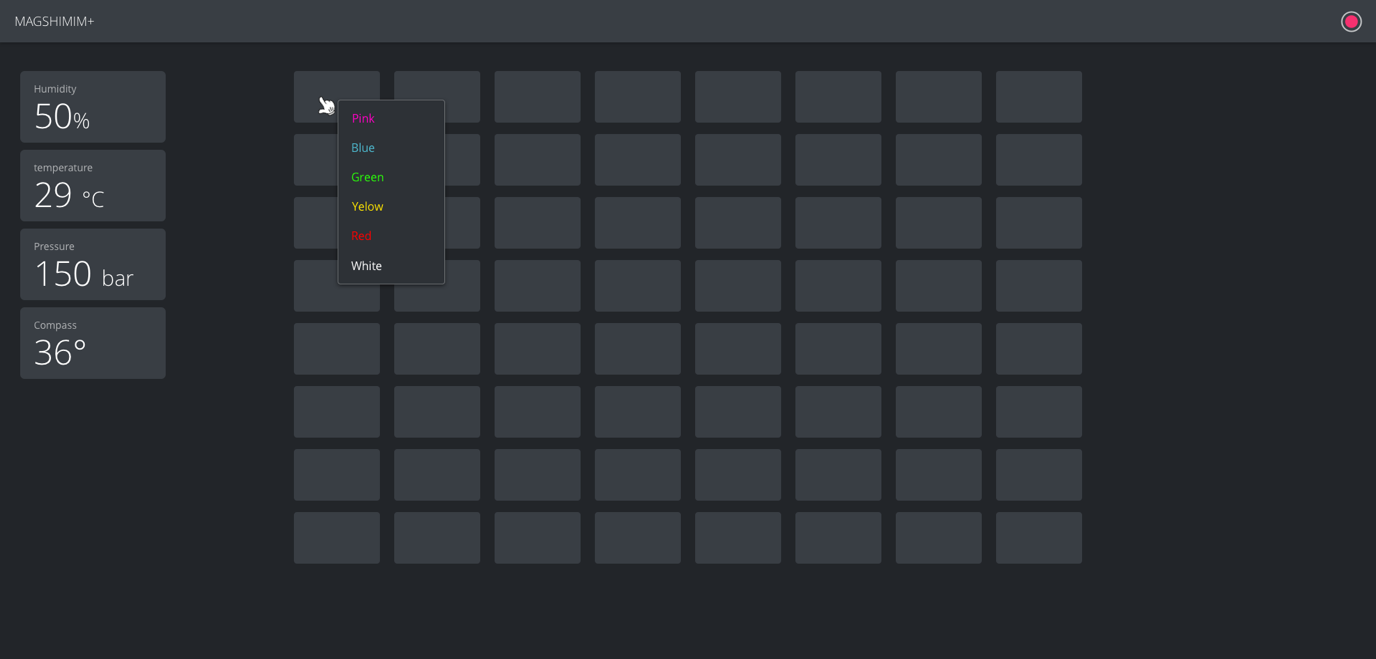 MAGSHIMIM+
Humidity
50%
temperature
29 °C
Pressure
150 bar
Compass
36°
Pink
Blue
Green
Yelow
Red
White